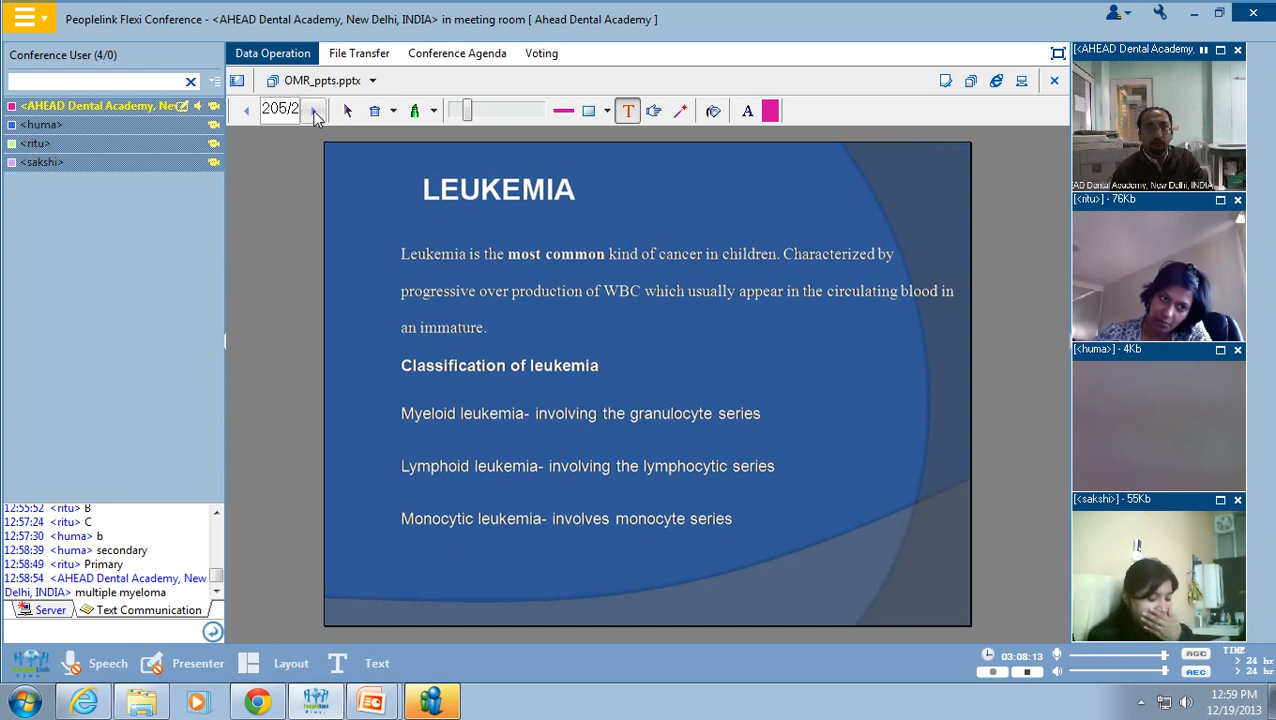 Peoplelink Flexi Conference - <AHEAD Dental Academy, New Delhi, INDIA> in meeting room [ Ahead Dental Academy ]
Conference User (4/0)
Data Operation
File Transfer
Conference Agenda
Voting
OMR_ppts.pptx
<AHEAD Dental Academy, Nev
205/2
T
A
<huma>
<ritu>
<sakshi>
LEUKEMIA
Leukemia is the most common kind of cancer in children. Characterized by
progressive over production of WBC which usually appear in the circulating blood in
an immature.
Classification of leukemia
Myeloid leukemia- involving the granulocyte series
Lymphoid leukemia- involving the lymphocytic series
Monocytic leukemia- involves monocyte series
[<AHEAD Dental Academy,
AD Dental Academy, New Delhi, INDIA
[<ritu>] - 76Kb
[<huma>] - 4Kb
[<sakshi>] - 55Kb
12:55:52 <ritu> B
12:57:24 <ritu> C
12:57:30 <huma> b
12:58:39 <huma> secondary
12:58:49 <ritu> Primary
12:58:54 <AHEAD Dental Academy, New
Delhi, INDIA> multiple myeloma
Server
Text Communication
Speech
Presenter
Layout
Text
03:08:13
AGC
AEC
TIME
> 24 hr
> 24 hr
12:59 PM
12/19/2013